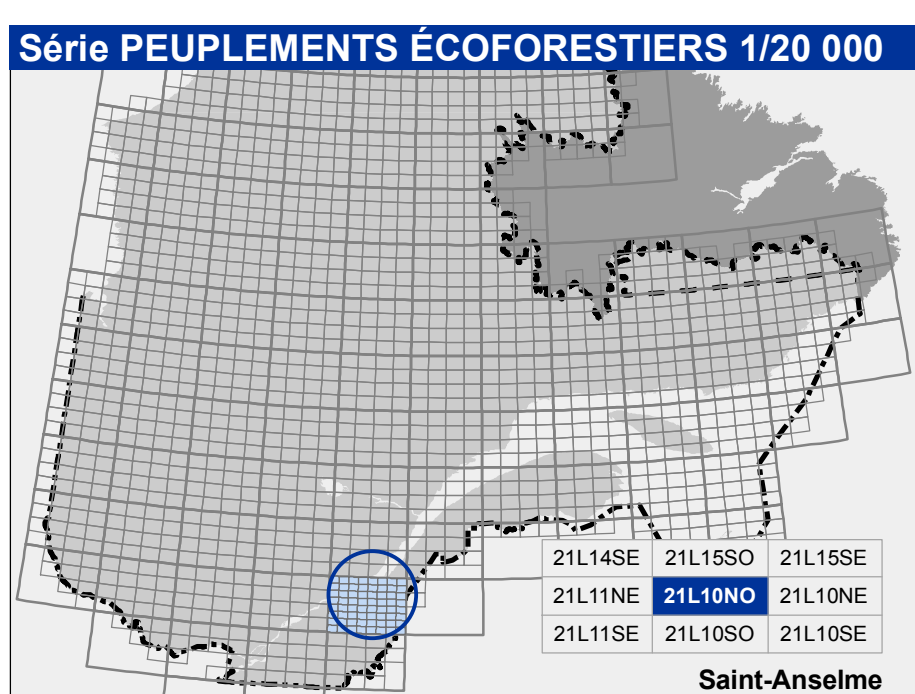 Série PEUPLEMENTS ÉCOFORESTIERS 1/20 000
21L14SE 21L15SO 21L15SE
21L11NE 21L10NO 21L10NE
21L11SE 21L10SO 21L10SE
Saint-Anselme